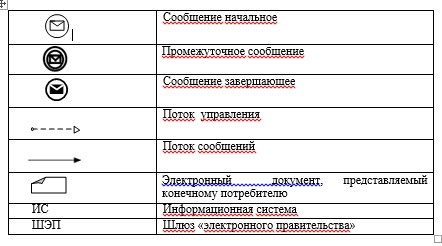 Сообщение начальное
Промежуточное сообщение
Сообщение завершающее
Поток управления
Поток сообщений
Электронный документ, представляемый
конечному потребителю
ИС Информационная система
ШЭП Шлюз «электронного правительства»